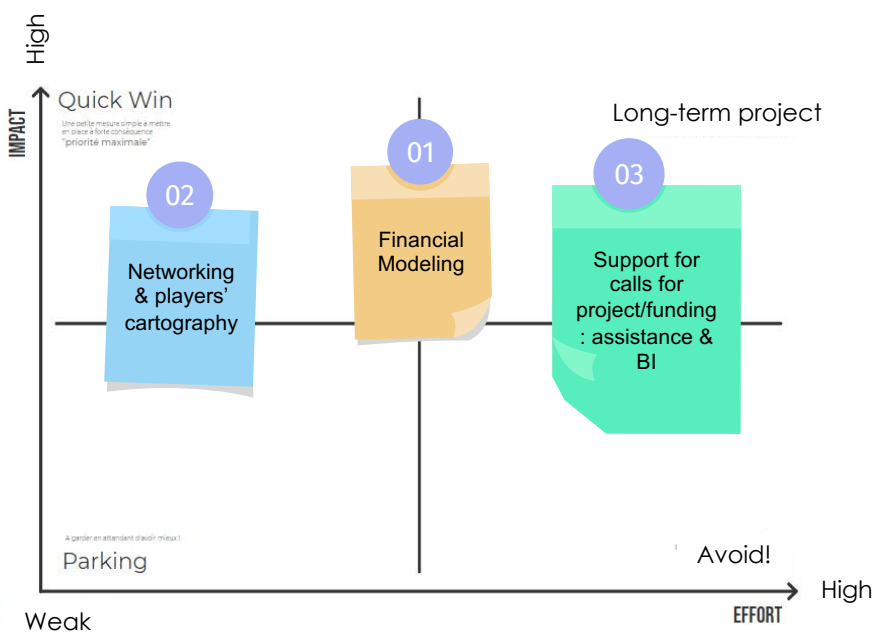 High
IMPACT
Quick Win
Une petite mesure simple à mettre
en place à forte conséquence
"priorité maximale"
Long-term project
02
Networking
& players’
cartography
01
Financial
Modeling
03
Support for
calls for
project/funding
: assistance &
BI
A garder en attendant d'avoir mieux !
Parking
Avoid!
Weak
EFFORT
High